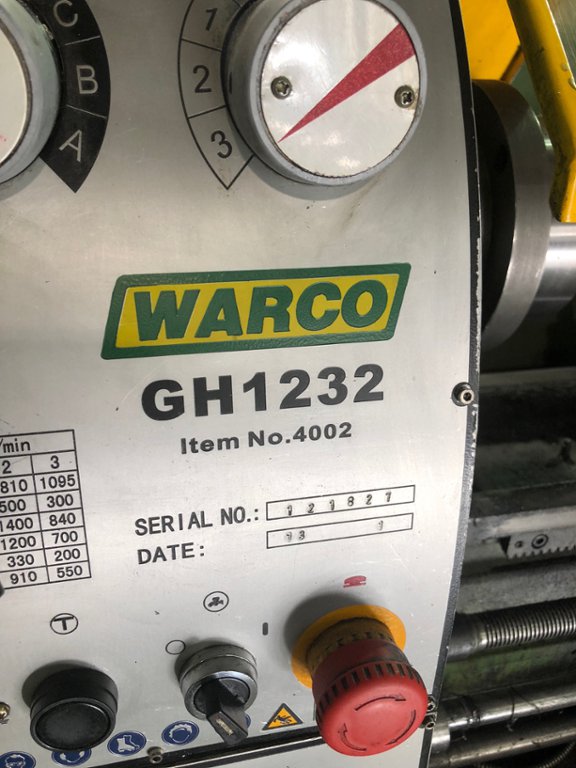 C
B
A
1
2
3
WARCO
GH1232
Item No.4002
/min
2 3
810 1095
500 300
1400 840
1200 700
330 200
910 550
SERIAL NO.: 121827
DATE: 13 1
T